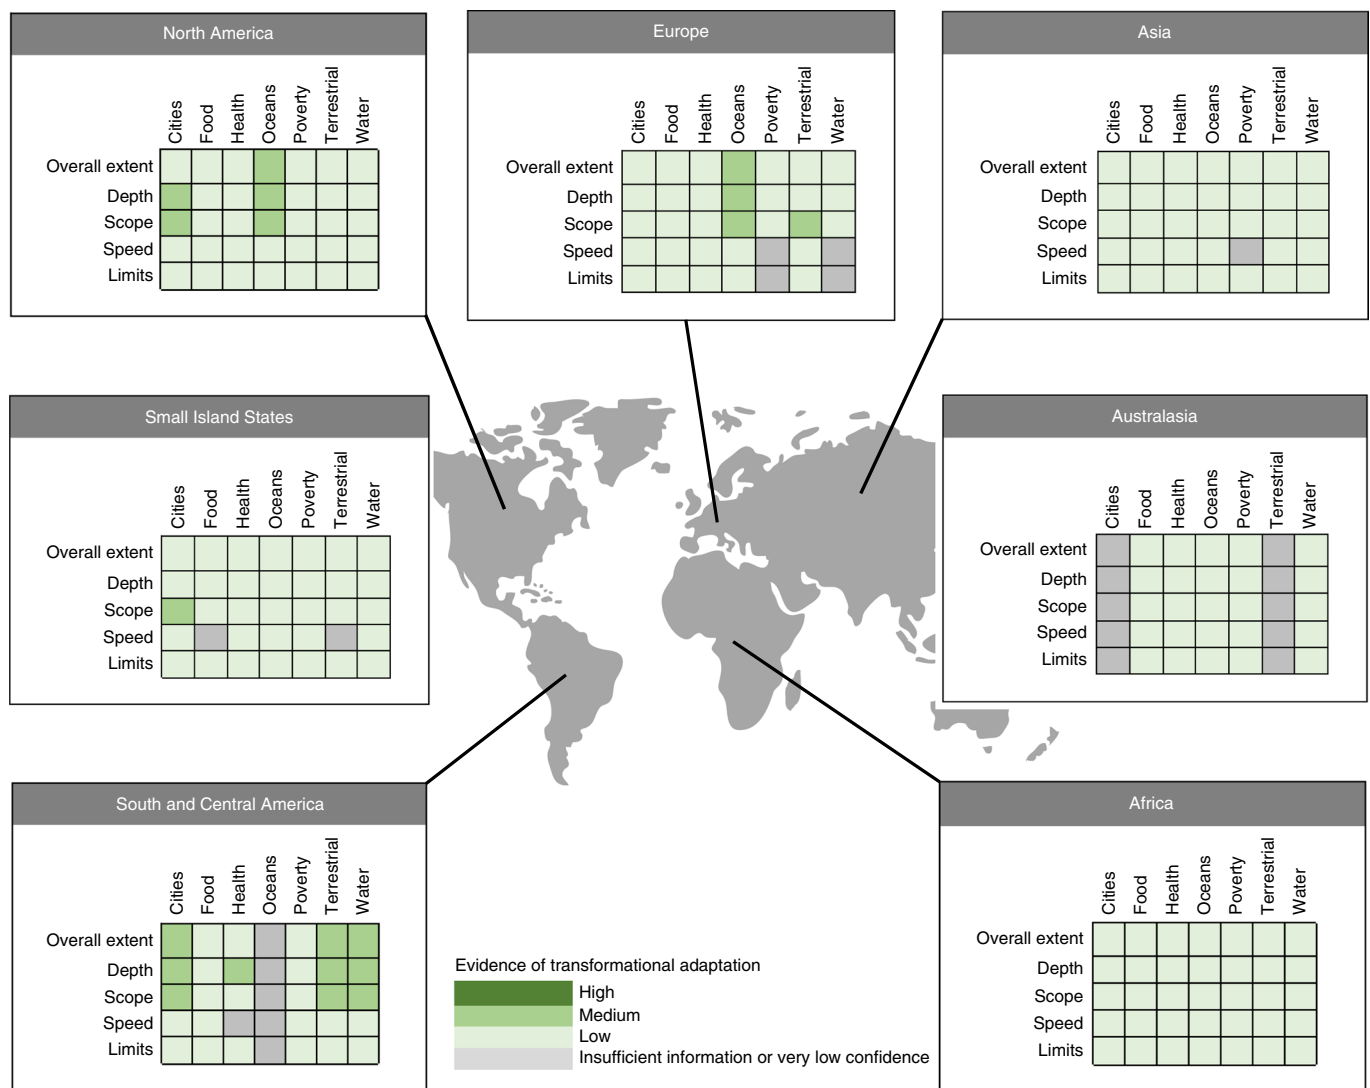 North America
Cities
Food
Health
Oceans
Poverty
Terrestrial
Water
Overall extent
Depth
Scope
Speed
Limits
Europe
Cities
Food
Health
Oceans
Poverty
Terrestrial
Water
Overall extent
Depth
Scope
Speed
Limits
Asia
Cities
Food
Health
Oceans
Poverty
Terrestrial
Water
Overall extent
Depth
Scope
Speed
Limits
Small Island States
Cities
Food
Health
Oceans
Poverty
Terrestrial
Water
Overall extent
Depth
Scope
Speed
Limits
Australasia
Cities
Food
Health
Oceans
Poverty
Terrestrial
Water
Overall extent
Depth
Scope
Speed
Limits
South and Central America
Cities
Food
Health
Oceans
Poverty
Terrestrial
Water
Overall extent
Depth
Scope
Speed
Limits
Evidence of transformational adaptation
High
Medium
Low
Insufficient information or very low confidence
Africa
Cities
Food
Health
Oceans
Poverty
Terrestrial
Water
Overall extent
Depth
Scope
Speed
Limits